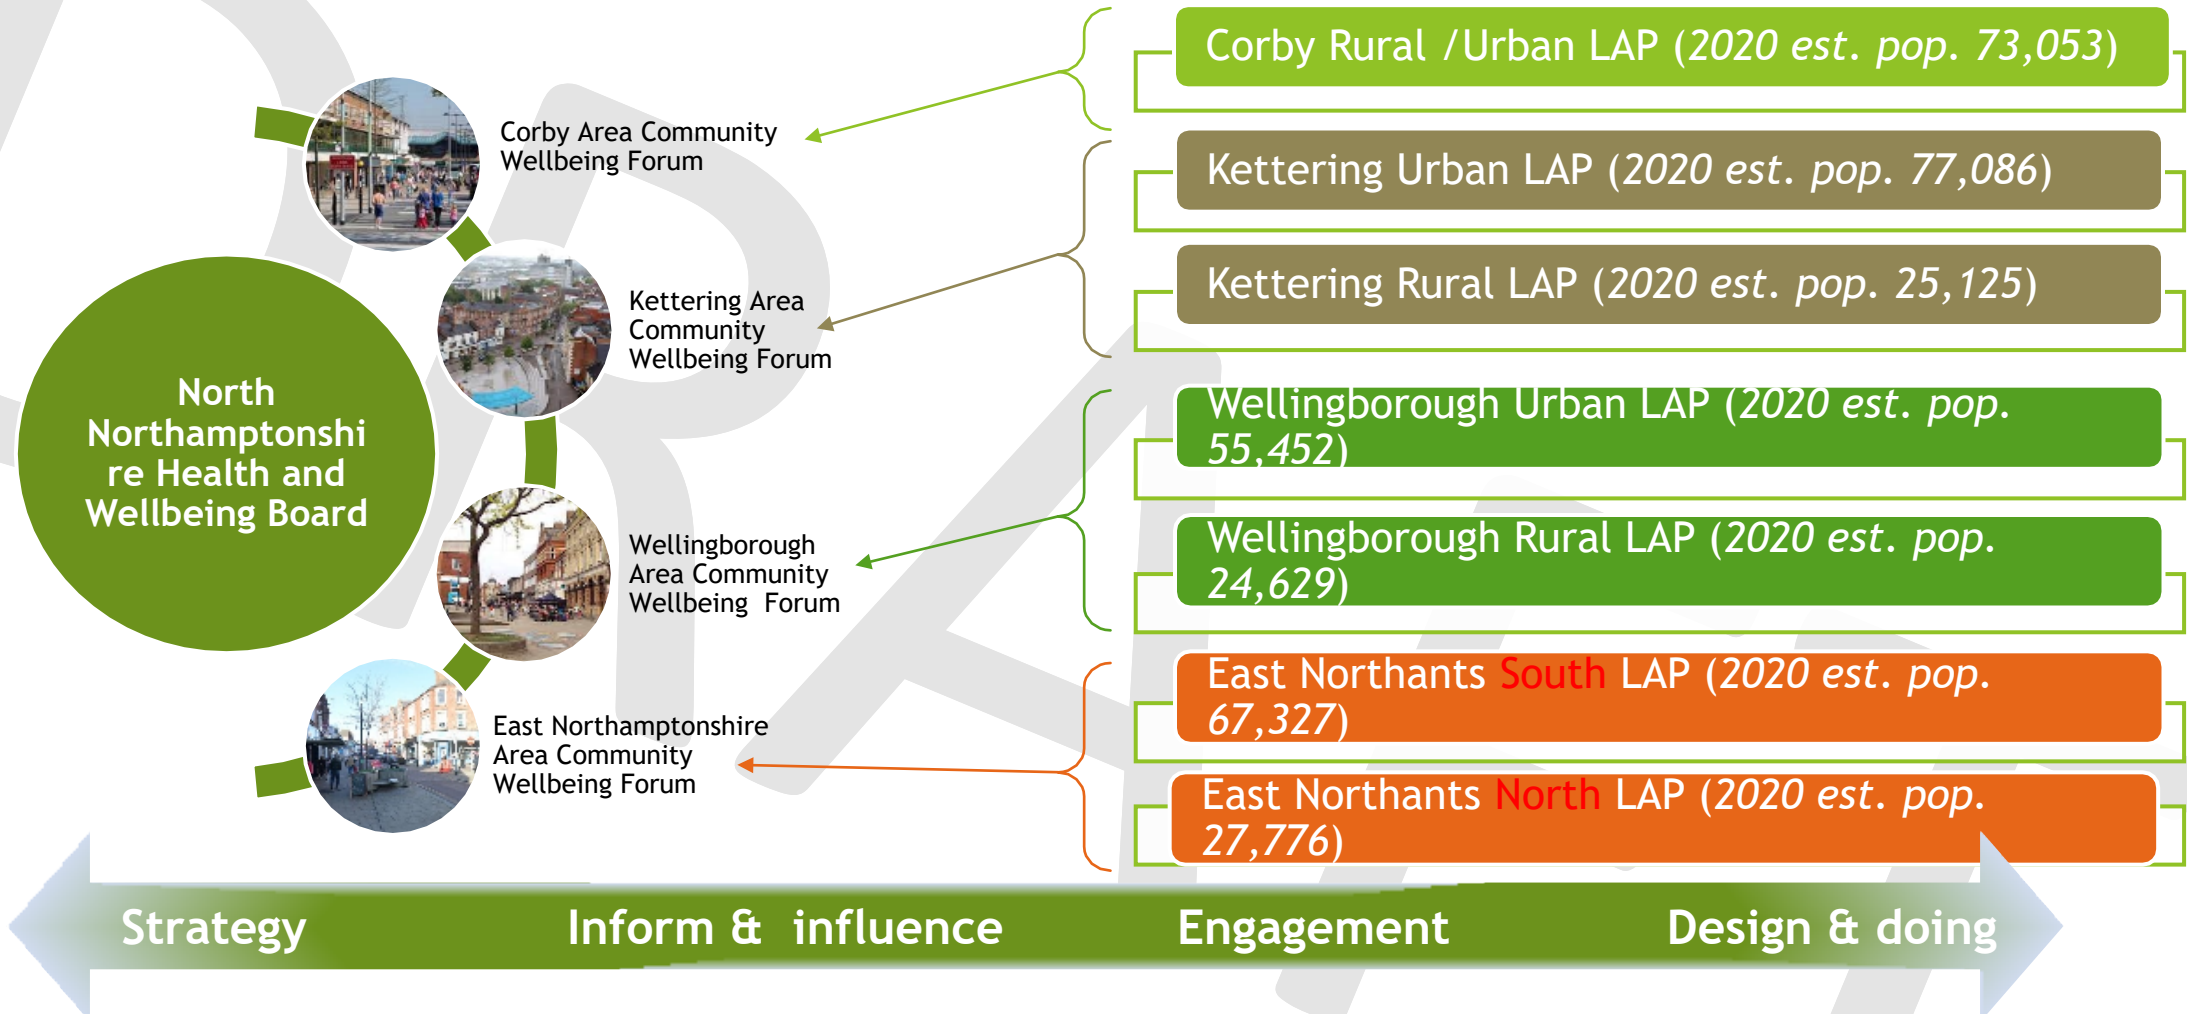 Corby Rural /Urban LAP (2020 est. pop. 73,053)
Corby Area Community
Wellbeing Forum
Kettering Urban LAP (2020 est. pop. 77,086)
Kettering Rural LAP (2020 est. pop. 25,125)
Kettering Area
Community
Wellbeing Forum
North
Northamptonshi
re Health and
Wellbeing Board
Wellingborough Urban LAP (2020 est. pop.
55,452)
Wellingborough Rural LAP (2020 est. pop.
24,629)
Wellingborough
Area Community
Wellbeing  Forum
East Northants South LAP (2020 est. pop.
67,327)
East Northamptonshire
Area Community
Wellbeing Forum
East Northants North LAP (2020 est. pop.
27,776)
Strategy
Inform &  influence
Engagement
Design & doing
DRAFT